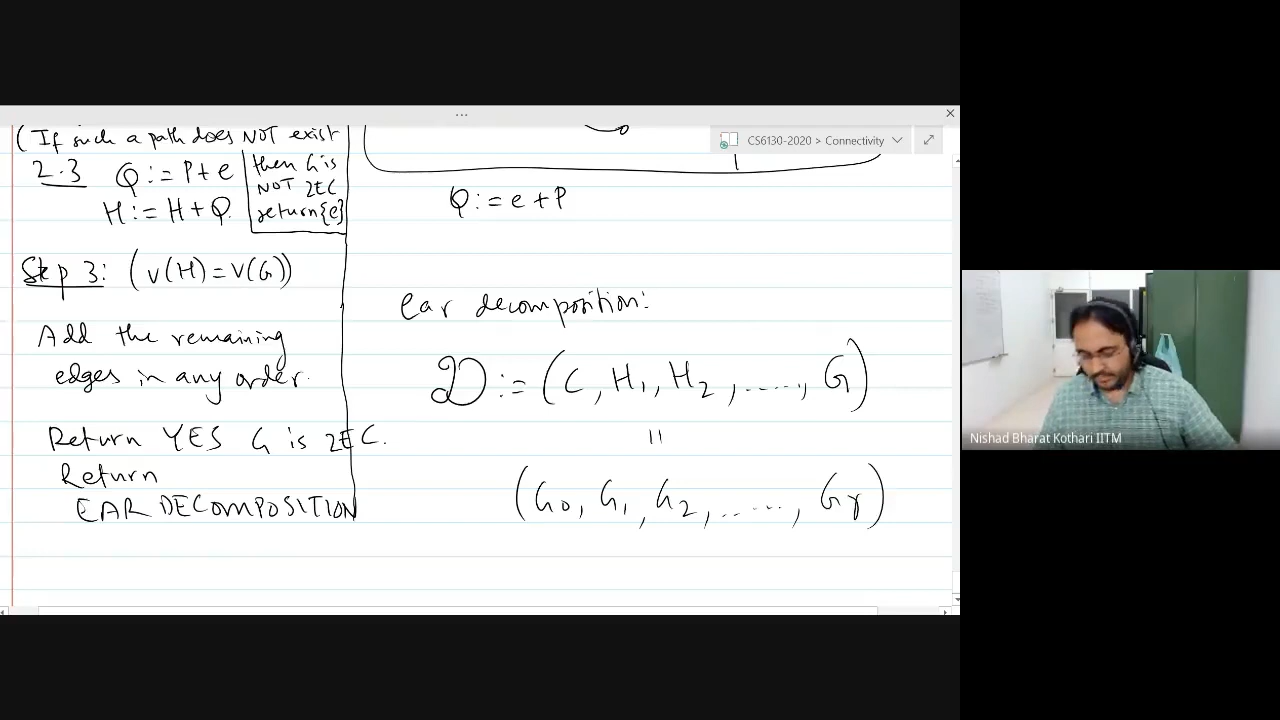 (If such a path does NOT exist
2.3 Q := P + e
then G is
NOT 2EC
return {e}
H := H + Q.
Step 3: (V(H) = V(G))
Add the remaining
edges in any order.
Return YES G is 2EC.
Return
EAR DECOMPOSITION
CS6130-2020 > Connectivity
Q := e + P
Ear decomposition:
D := (C, H1, H2, ....., G)
=
(G0, G1, G2, ......, Gr)
Nishad Bharat Kothari IITM